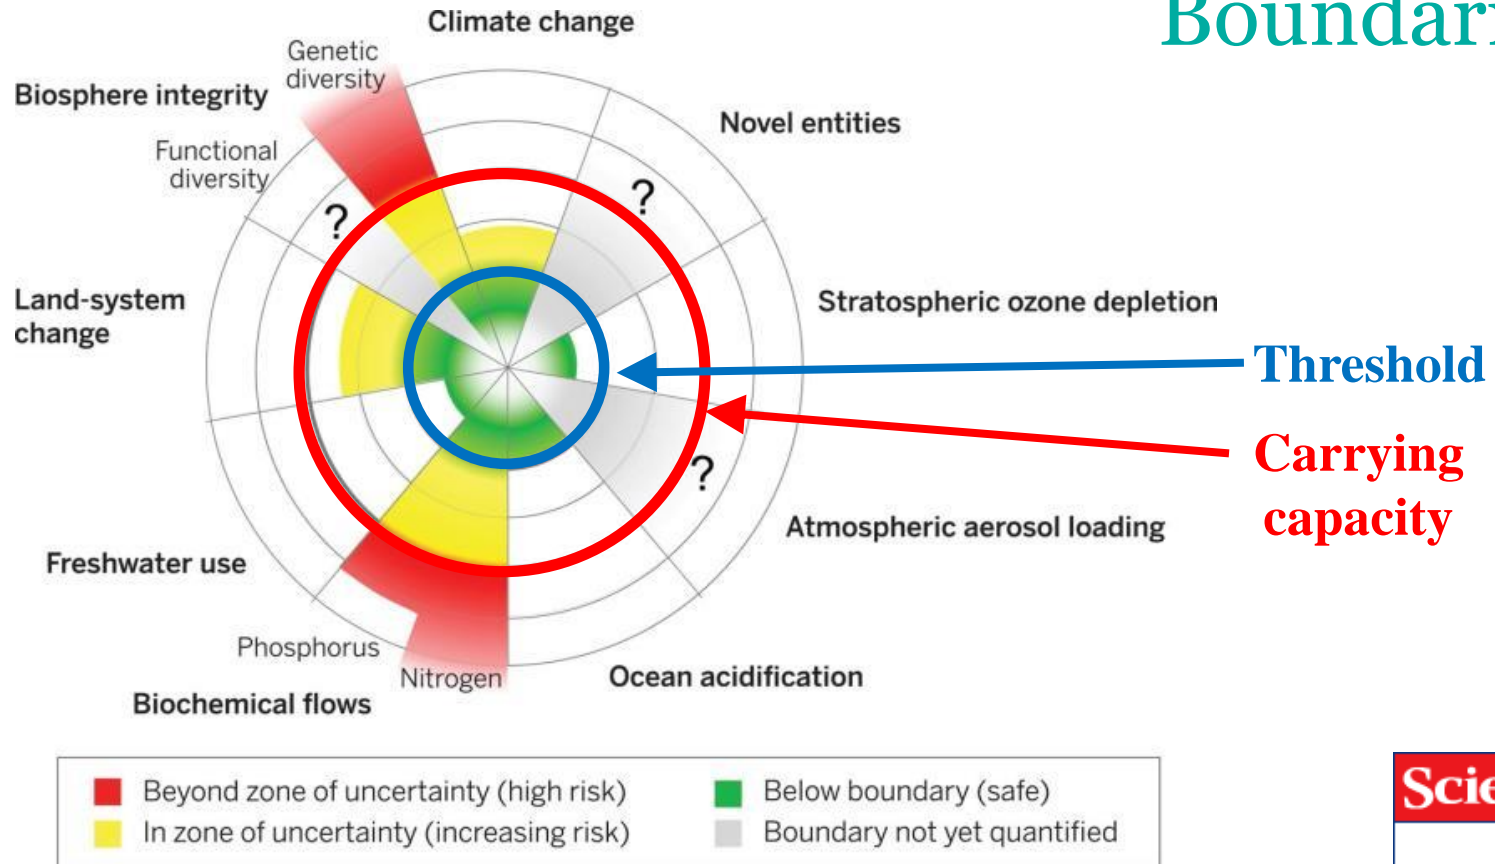 Boundar
Climate change
Genetic
diversity
Biosphere integrity
Novel entities
Functional
diversity
?
?
Land-system
change
Stratospheric ozone depletion
Threshold
Carrying
capacity
?
Atmospheric aerosol loading
Freshwater use
Phosphorus
Nitrogen
Ocean acidification
Biochemical flows
Beyond zone of uncertainty (high risk)
Below boundary (safe)
In zone of uncertainty (increasing risk)
Boundary not yet quantified
Scie